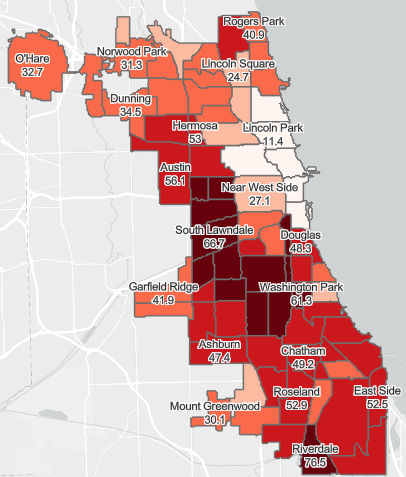 Rogers Park
40.9
Norwood Park
31.3
O'Hare
32.7
Lincoln Square
24.7
Dunning
34.5
Hermosa
53
Lincoln Park
11.4
Austin
56.1
Near West Side
27.1
South Lawndale
66.7
Douglas
48.3
Garfield Ridge
41.9
Washington Park
61.3
Ashburn
47.4
Chatham
49.2
Roseland
52.9
East Side
52.5
Mount Greenwood
30.1
Riverdale
76.5